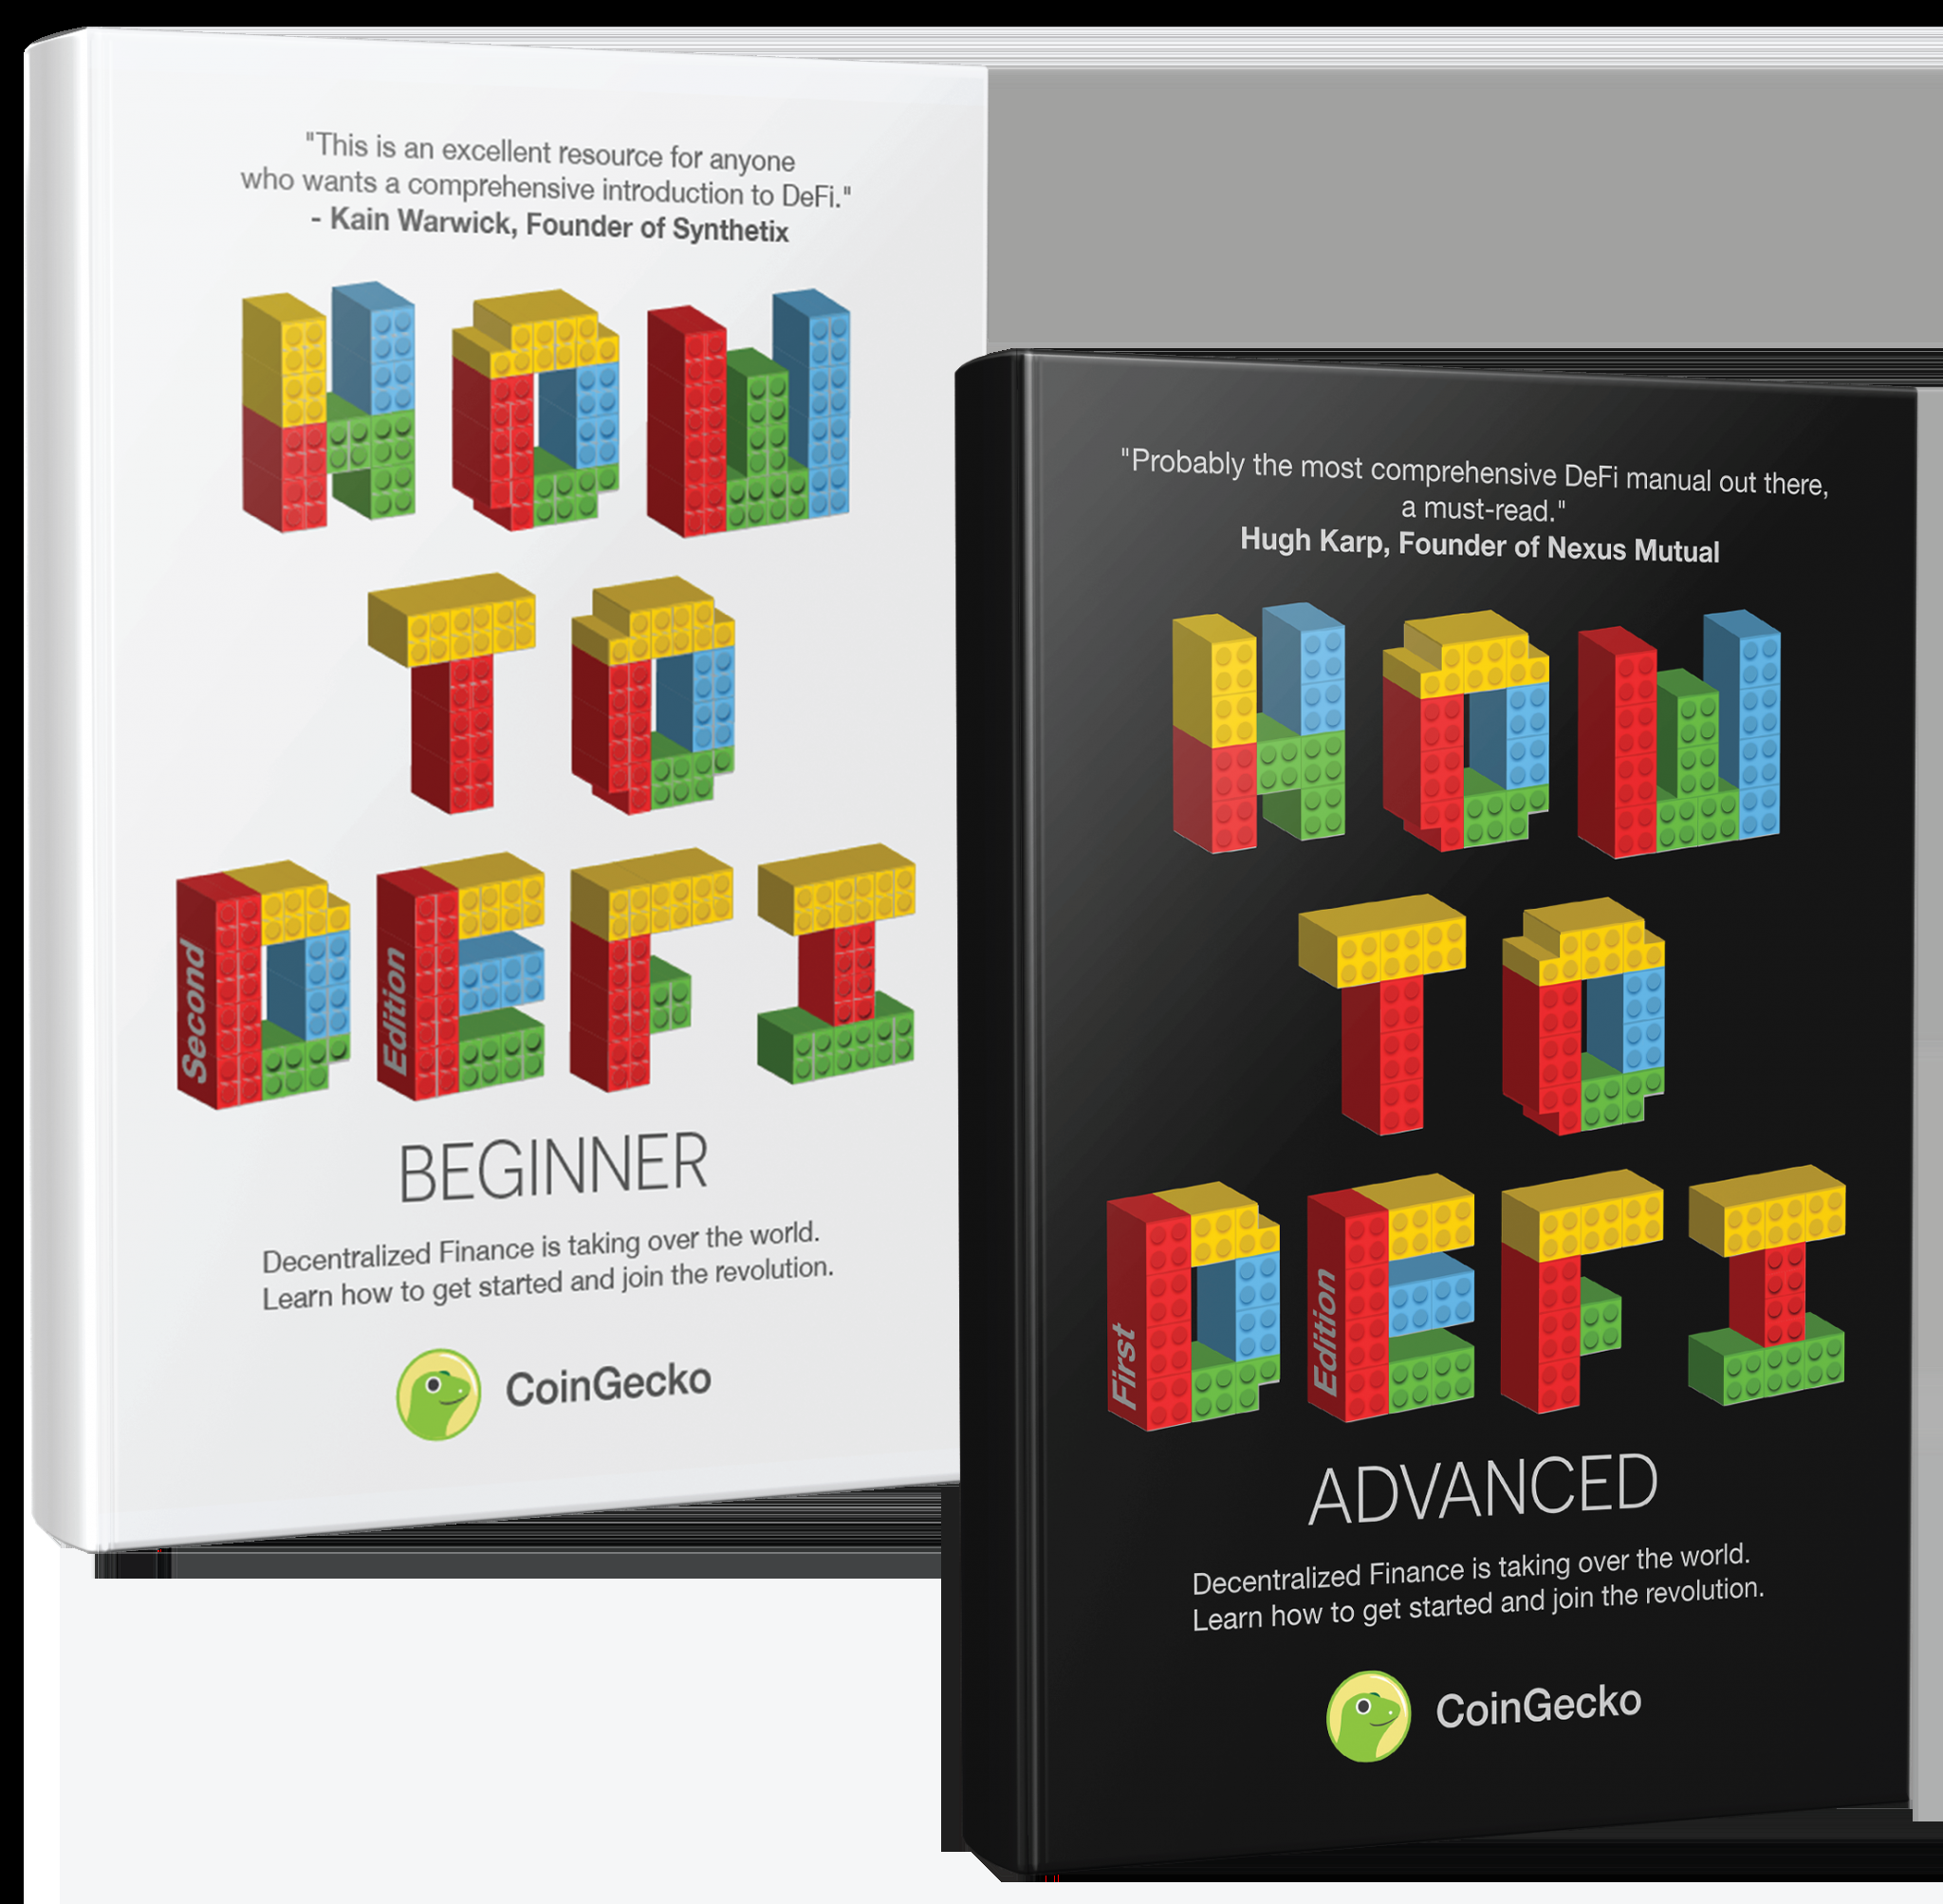 "This is an excellent resource for anyone
who wants a comprehensive introduction to DeFi."
- Kain Warwick, Founder of Synthetix
HOW
TO
DEFI
Second
Edition
BEGINNER
Decentralized Finance is taking over the world.
Learn how to get started and join the revolution.
CoinGecko
"Probably the most comprehensive DeFi manual out there,
a must-read."
Hugh Karp, Founder of Nexus Mutual
HOW
TO
DEFI
First
Edition
ADVANCED
Decentralized Finance is taking over the world.
Learn how to get started and join the revolution.
CoinGecko